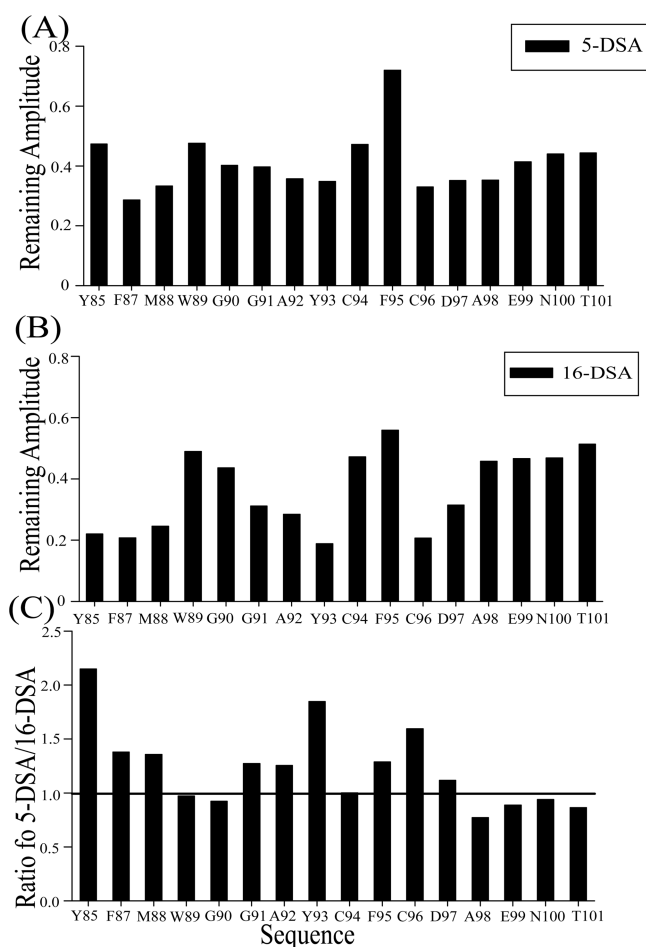 (A)
0.8
0.6
0.4
0.2
0
Remaining Amplitude
5-DSA
Y85 F87 M88 W89 G90 G91 A92 Y93 C94 F95 C96 D97 A98 E99 N100 T101
(B)
0.8
0.6
0.4
0.2
0
Remaining Amplitude
16-DSA
Y85 F87 M88 W89 G90 G91 A92 Y93 C94 F95 C96 D97 A98 E99 N100 T101
(C)
2.5
2.0
1.5
1.0
0.5
0.0
Ratio fo 5-DSA/16-DSA
Y85 F87 M88 W89 G90 G91 A92 Y93 C94 F95 C96 D97 A98 E99 N100 T101
Sequence